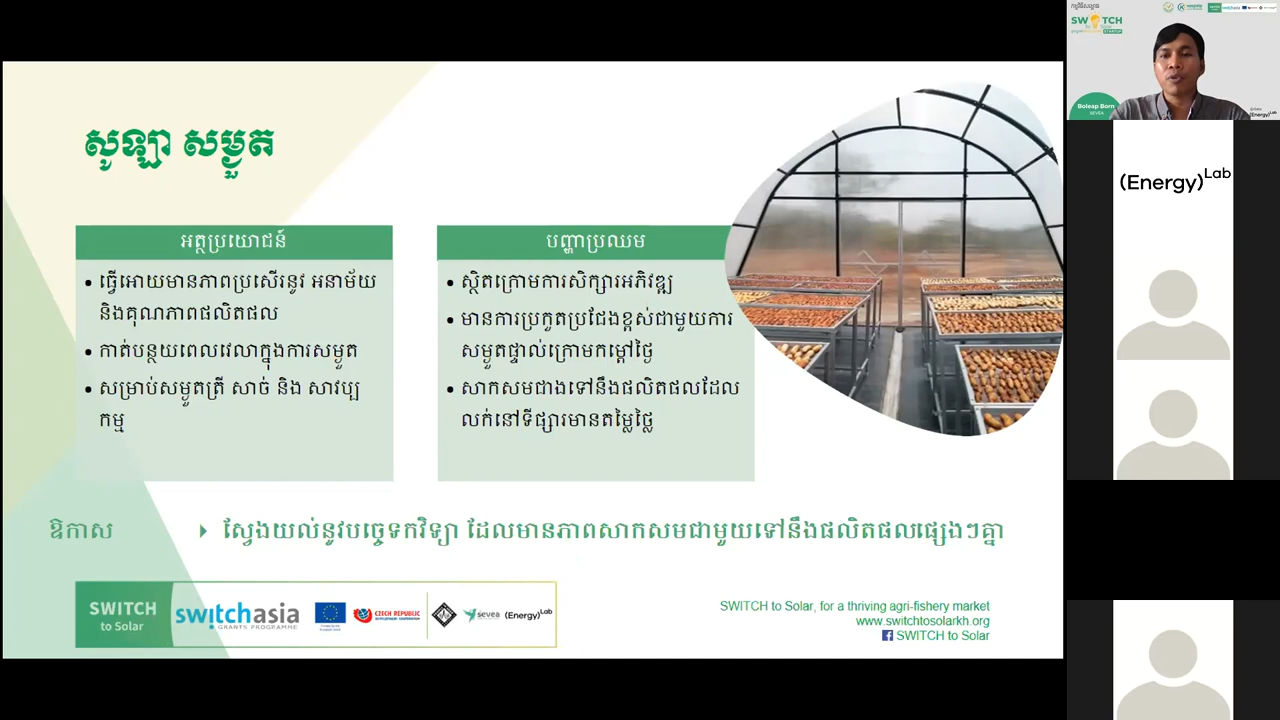 សូឡា សម្ងួត
អត្ថប្រយោជន៍
• ធ្វើអោយមានភាពប្រសើរនូវ អនាម័យ
និងគុណភាពផលិតផល
• កាត់បន្ថយពេលវេលាក្នុងការសម្ងួត
• សម្រាប់សម្ងួតត្រី សាច់ និង សាវប្ប
កម្ម
បញ្ហាប្រឈម
• ស្ថិតក្រោមការសិក្សារអភិវឌ្ឍ
• មានការប្រកួតប្រជែងខ្ពស់ជាមួយការ
សម្ងួតផ្ទាល់ក្រោមកម្ដៅថ្ងៃ
• សាកសមជាងទៅនឹងផលិតផលដែល
លក់នៅទីផ្សារមានតម្លៃថ្លៃ
ឱកាស
ស្វែងយល់នូវបច្ចេទកវិទ្យា ដែលមានភាពសាកសមជាមួយទៅនឹងផលិតផលផ្សេងៗគ្នា
SWITCH
to Solar
switchasia
GRANTS PROGRAMME
CZECH REPUBLIC
sevea
(Energy)Lab
SWITCH to Solar, for a thriving agri-fishery market
www.switchtosolarkh.org
SWITCH to Solar
SWITCH
to Solar
STARTUP
Boleap Born
SEVEA
(Energy)Lab
(Energy)Lab